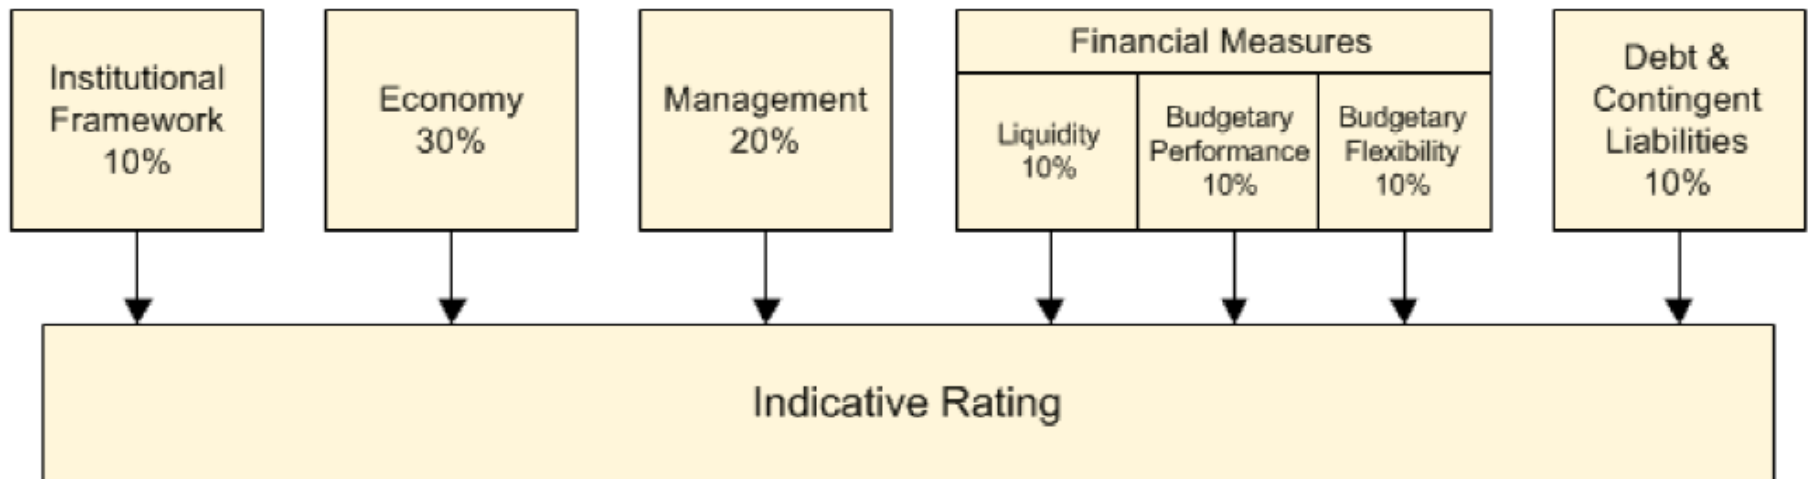 Institutional
Framework
10%
Economy
30%
Management
20%
Financial Measures
Liquidity
10%
Budgetary
Performance
10%
Budgetary
Flexibility
10%
Debt &
Contingent
Liabilities
10%
Indicative Rating